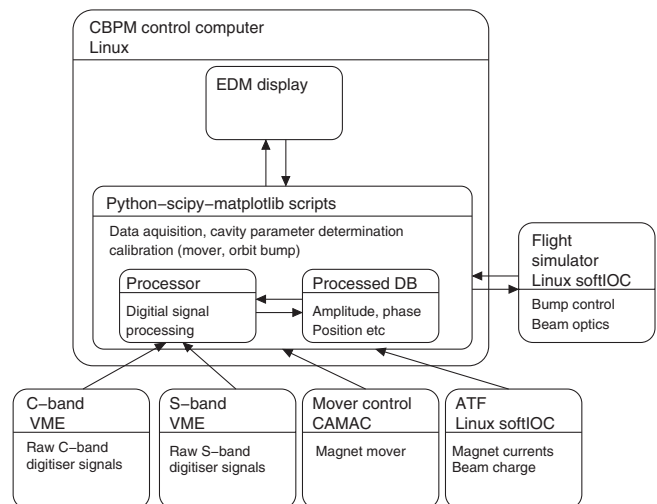 CBPM control computer
Linux
EDM display
Python-scipy-matplotlib scripts
Data aquisition, cavity parameter determination
calibration (mover, orbit bump)
Processor
Digitial signal
processing
Processed DB
Amplitude, phase
Position etc
Flight
simulator
Linux softIOC
Bump control
Beam optics
C-band
VME
Raw C-band
digitiser signals
S-band
VME
Raw S-band
digitiser signals
Mover control
CAMAC
Magnet mover
ATF
Linux softIOC
Magnet currents
Beam charge